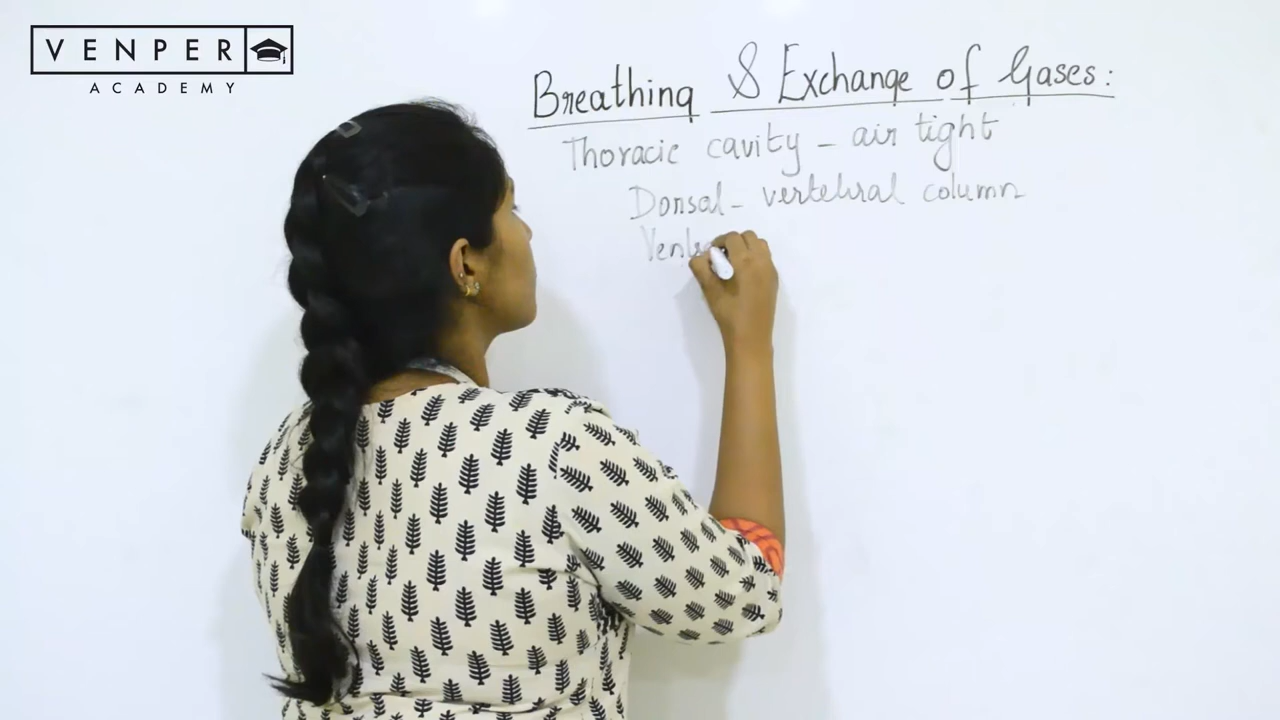 VENPER
ACADEMY
Breathing & Exchange of Gases:
Thoracic cavity - air tight
Dorsal - vertebral column